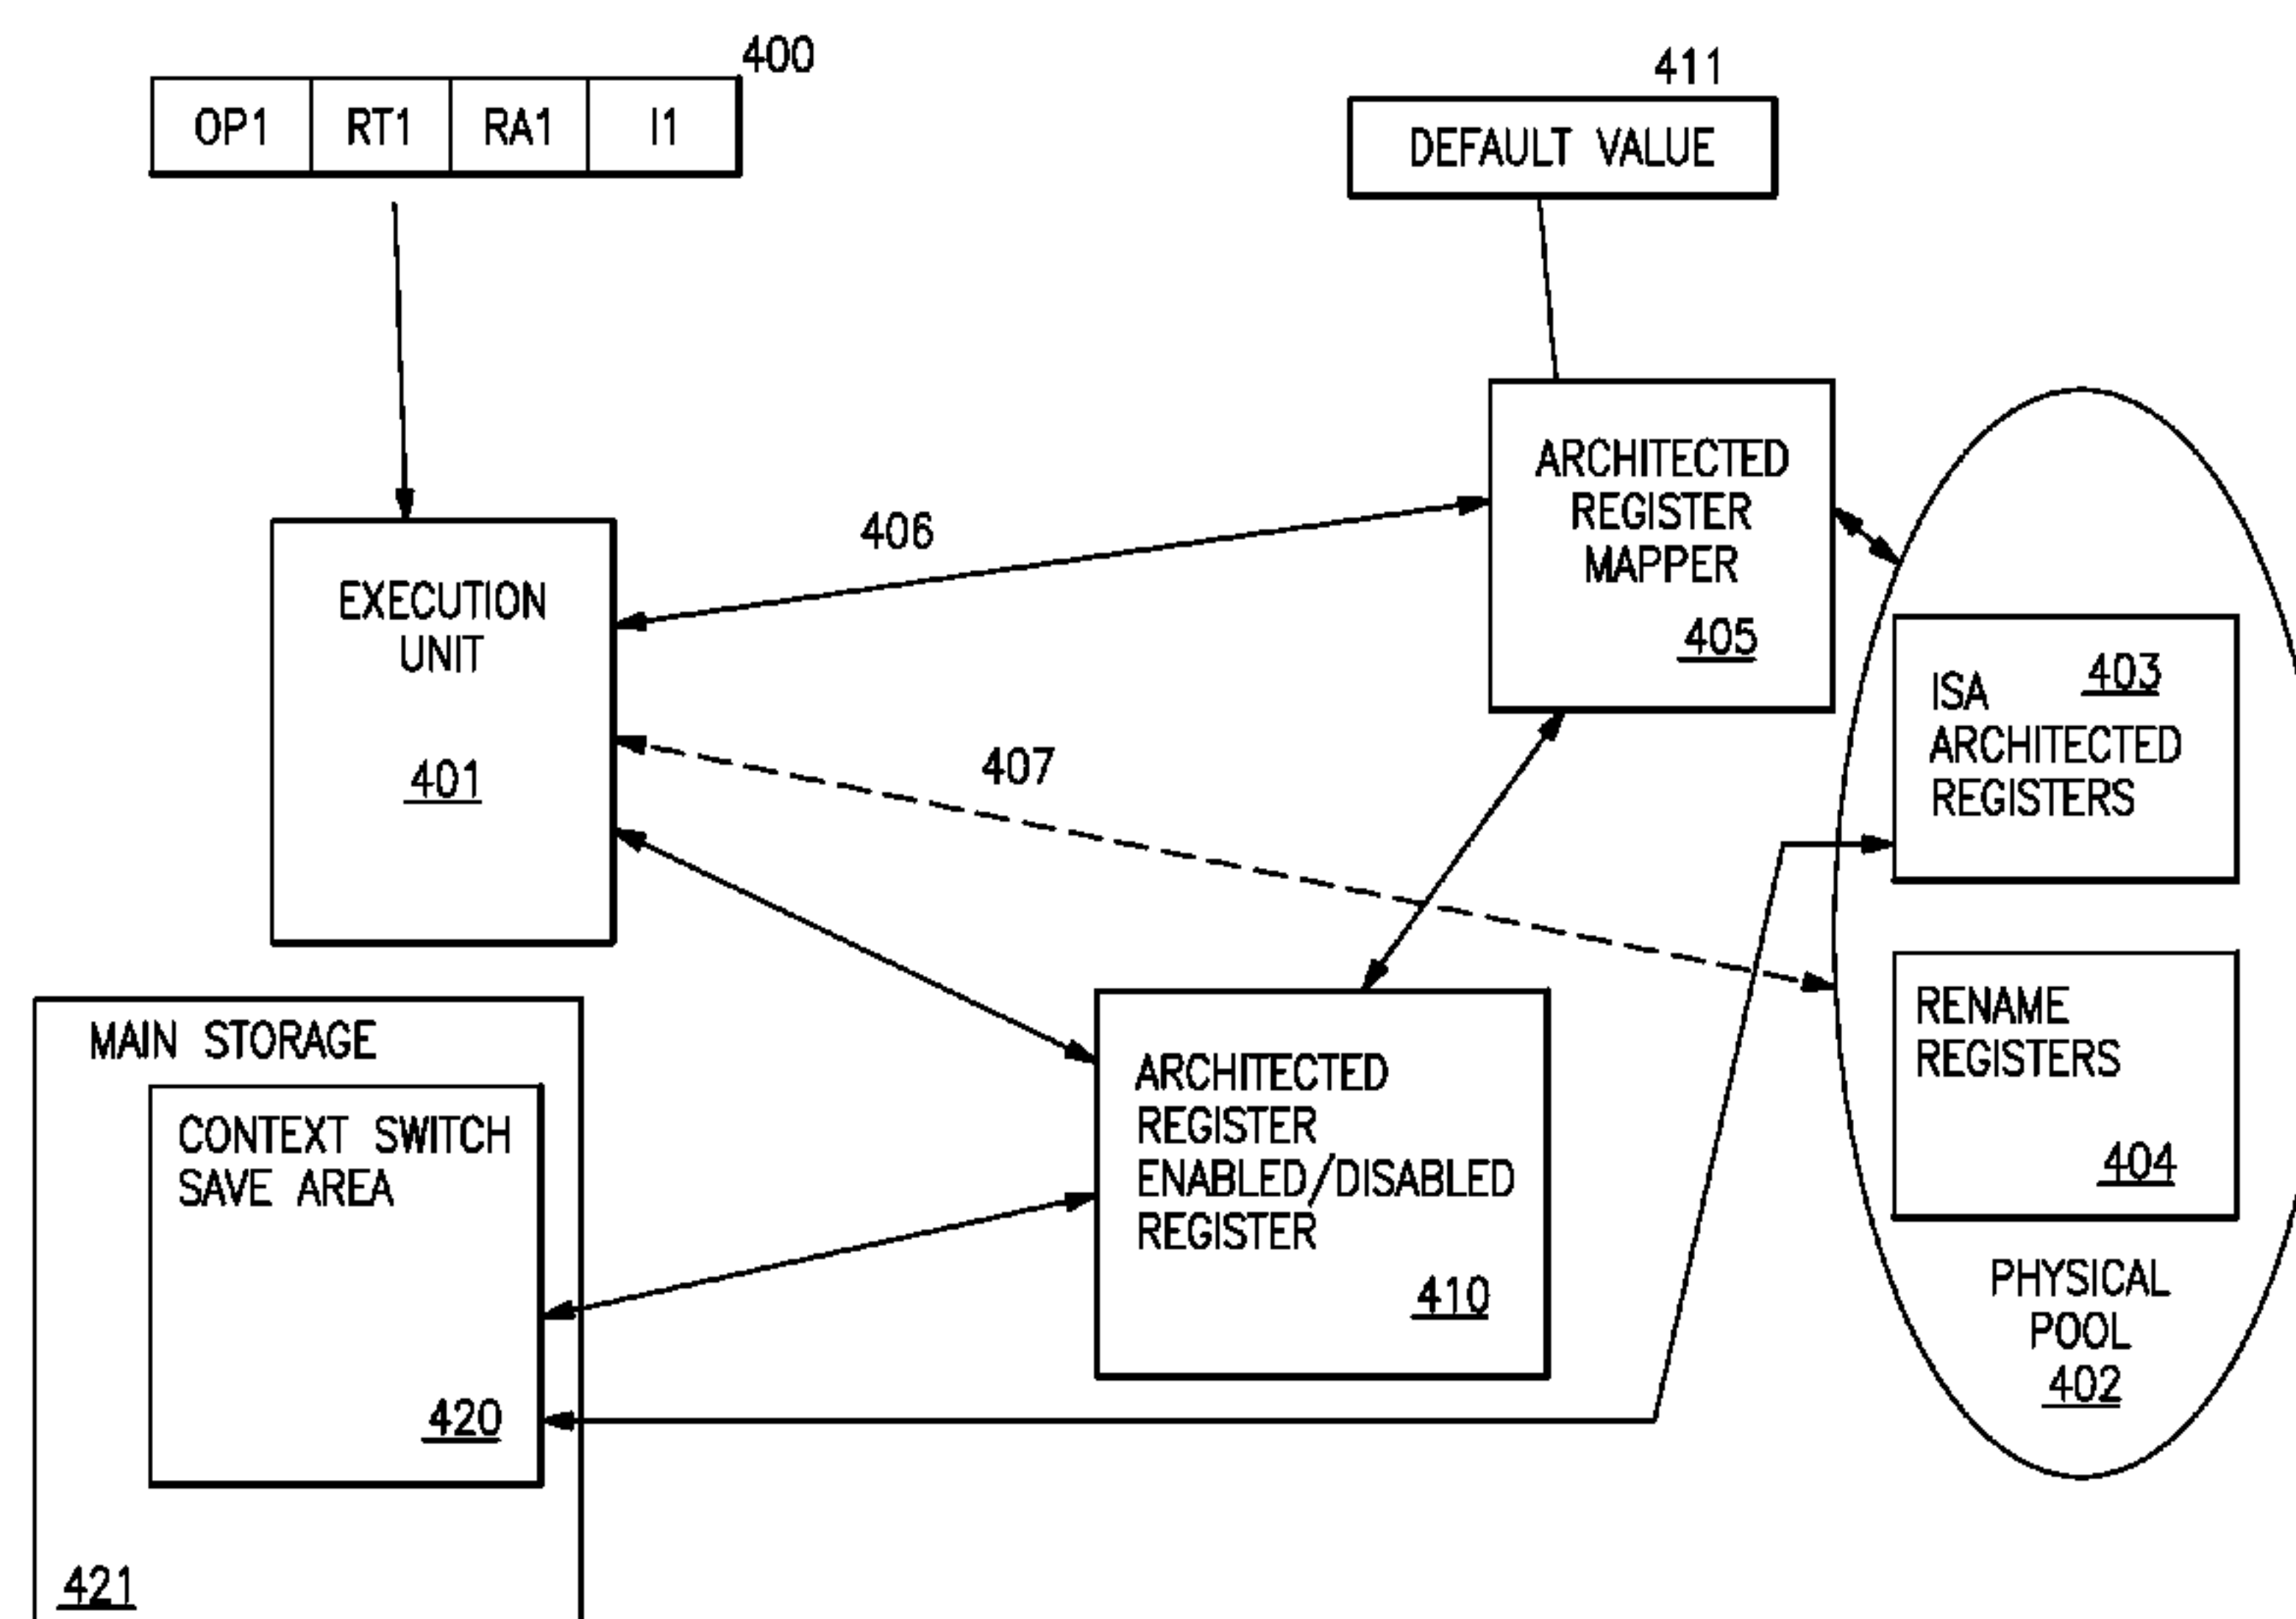 400
OP1 RT1 RA1 I1
411
DEFAULT VALUE
ARCHITECTED
REGISTER
MAPPER
405
406
EXECUTION
UNIT
401
407
403
ISA
ARCHITECTED
REGISTERS
RENAME
REGISTERS
404
PHYSICAL
POOL
402
ARCHITECTED
REGISTER
ENABLED/DISABLED
REGISTER
410
MAIN STORAGE
CONTEXT SWITCH
SAVE AREA
420
421